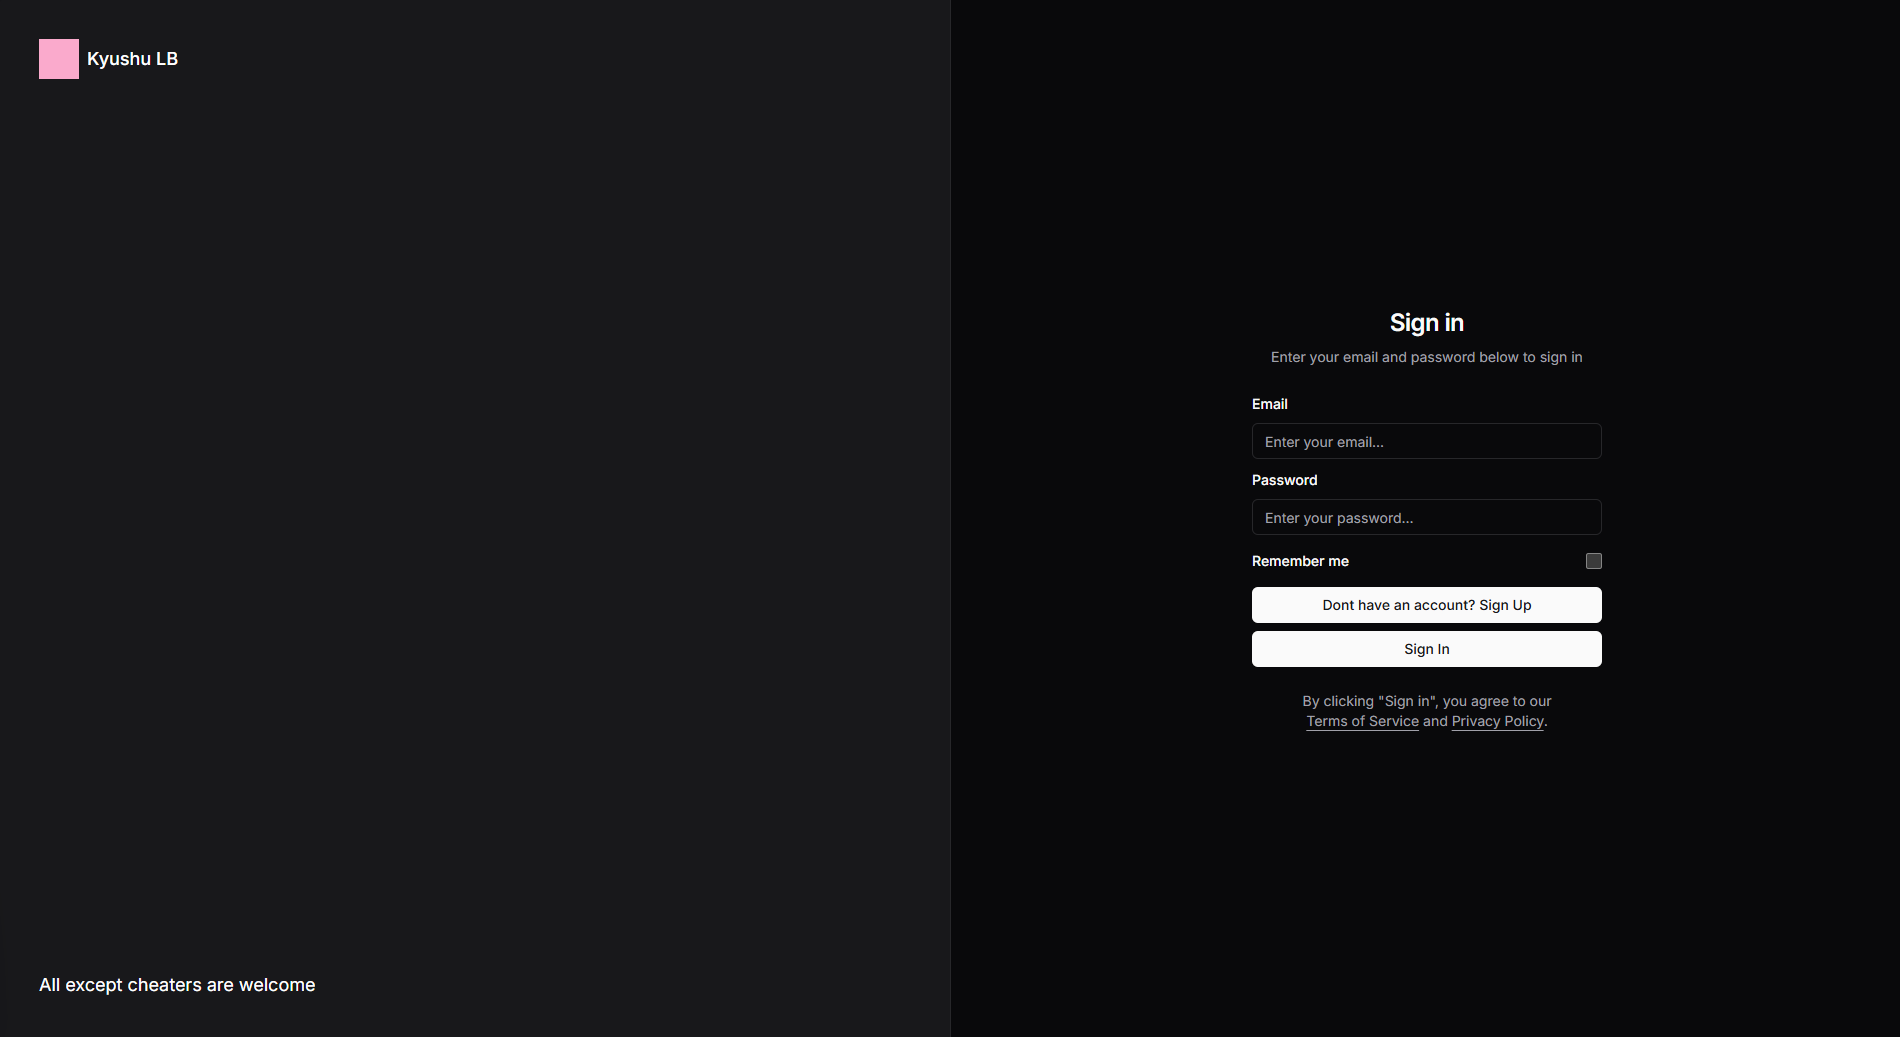 Kyushu LB
All except cheaters are welcome
Sign in
Enter your email and password below to sign in
Email
Enter your email...
Password
Enter your password...
Remember me
Dont have an account? Sign Up
Sign In
By clicking "Sign in", you agree to our
Terms of Service and Privacy Policy.